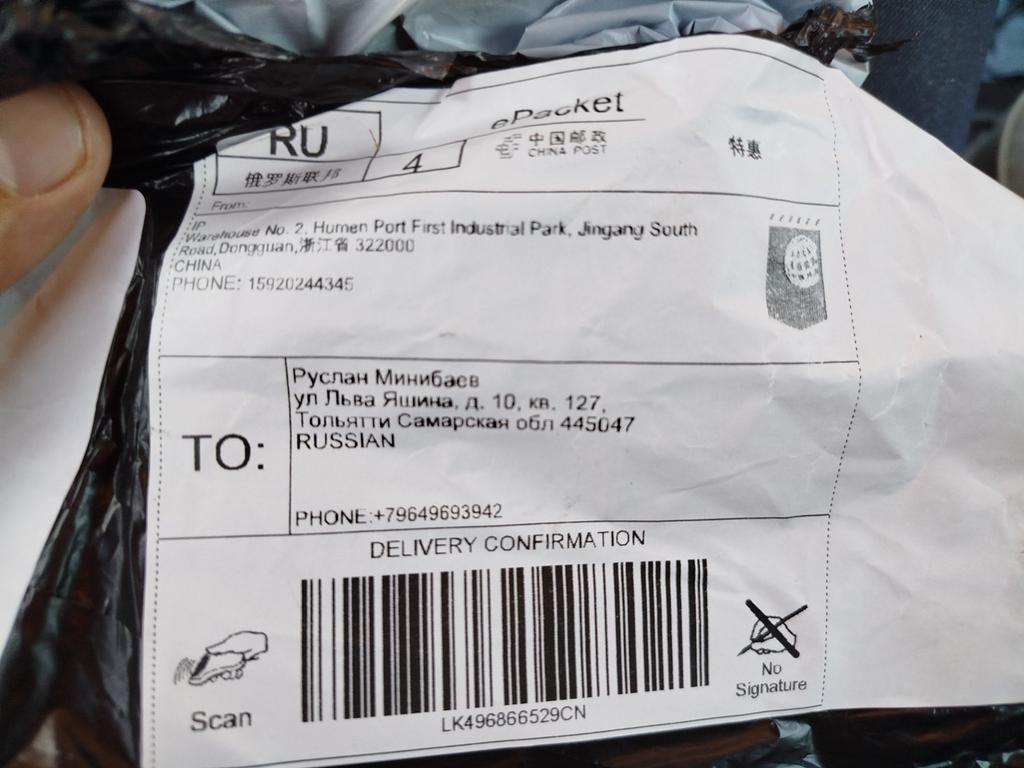 ePacket
RU
中国邮政
CHINA POST
特惠
俄罗斯联邦
4
From:
IP
Warehouse No. 2, Humen Port First Industrial Park, Jingang South
Road,Dongguan,浙江省 322000
CHINA
PHONE: 15920244345
TO:
Руслан Минибаев
ул Льва Яшина, д. 10, кв. 127,
Тольятти Самарская обл 445047
RUSSIAN
PHONE:+79649693942
DELIVERY CONFIRMATION
Scan
LK496866529CN
No
Signature